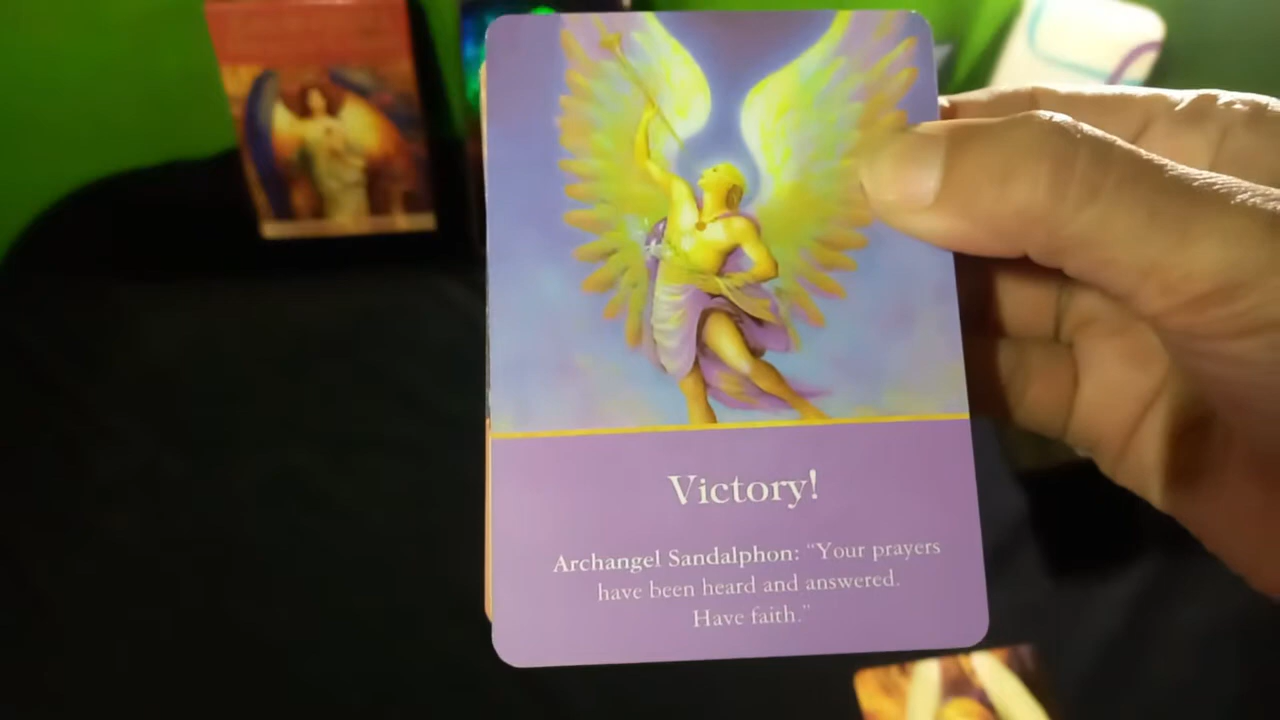 Victory!
Archangel Sandalphon: “Your prayers
have been heard and answered.
Have faith.”